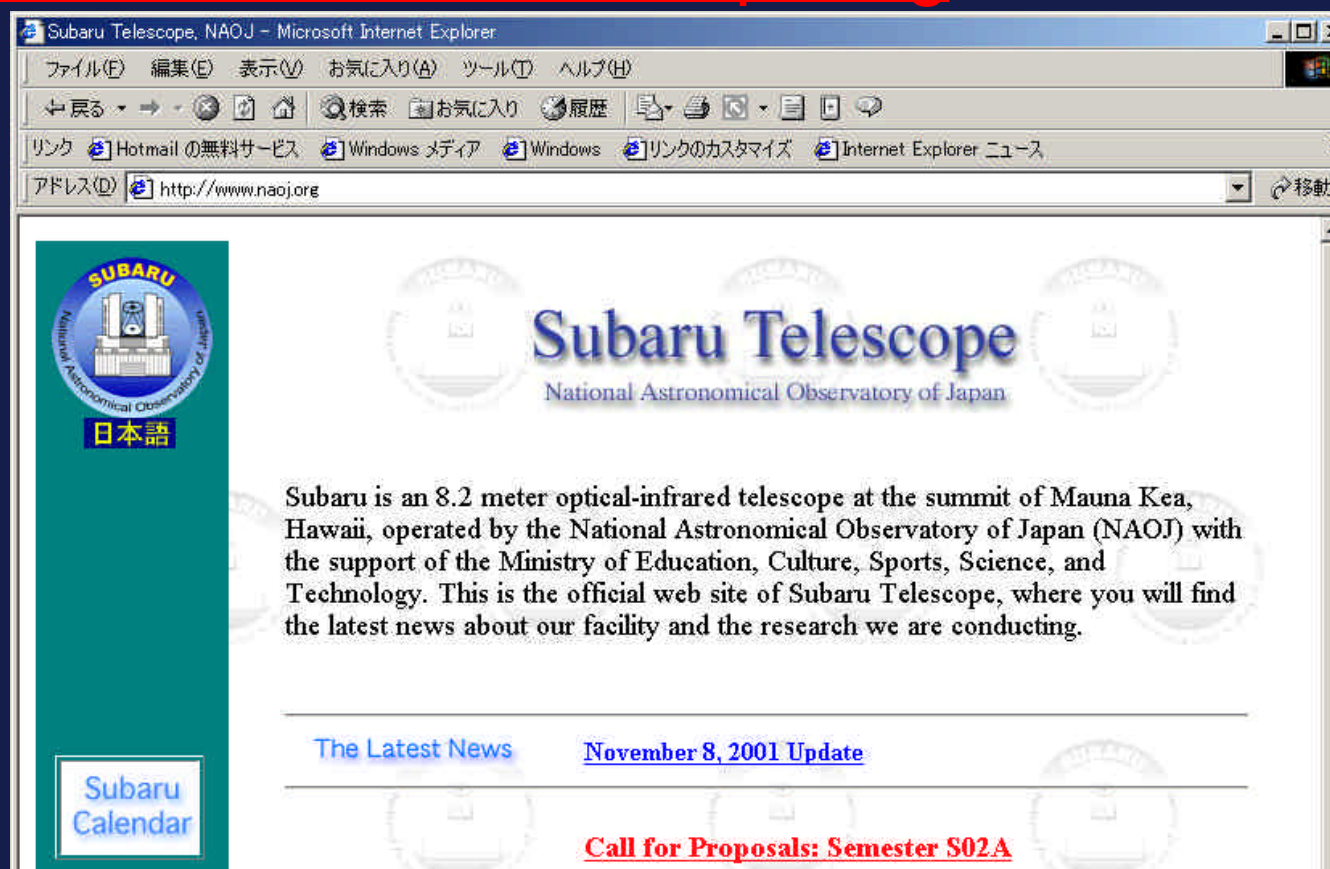 Subaru Telescope, NAOJ - Microsoft Internet Explorer
ファイル(F) 編集(E) 表示(V) お気に入り(A) ツール(T) ヘルプ(H)
戻る 検索 お気に入り 履歴
リンク Hotmail の無料サービス Windows メディア Windows リンクのカスタマイズ Internet Explorer ニュース
アドレス(D) http://www.naoj.org 移動
SUBARU
National Astronomical Observatory of Japan
日本語
Subaru Telescope
National Astronomical Observatory of Japan
Subaru is an 8.2 meter optical-infrared telescope at the summit of Mauna Kea,
Hawaii, operated by the National Astronomical Observatory of Japan (NAOJ) with
the support of the Ministry of Education, Culture, Sports, Science, and
Technology. This is the official web site of Subaru Telescope, where you will find
the latest news about our facility and the research we are conducting.
The Latest News November 8, 2001 Update
Subaru
Calendar
Call for Proposals: Semester S02A